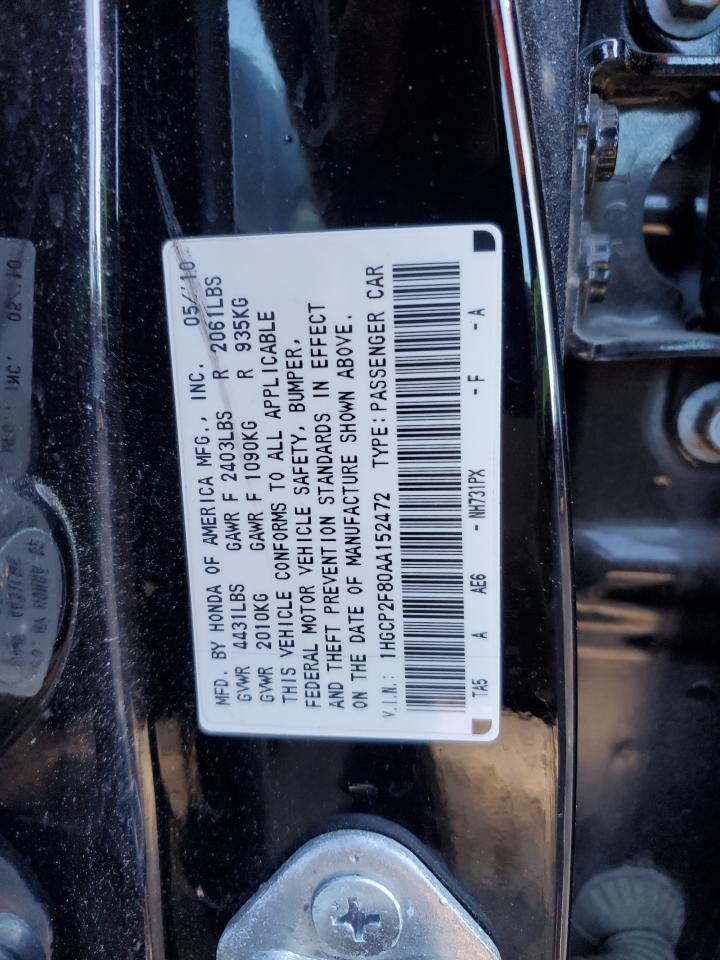 MFD. BY HONDA OF AMERICA MFG., INC. 05/10
GVWR 4431LBS GAWR F 2403LBS R 2061LBS
GVWR 2010KG GAWR F 1090KG R 935KG
THIS VEHICLE CONFORMS TO ALL APPLICABLE
FEDERAL MOTOR VEHICLE SAFETY, BUMPER,
AND THEFT PREVENTION STANDARDS IN EFFECT
ON THE DATE OF MANUFACTURE SHOWN ABOVE.
V.I.N.: 1HGCP2F80AA152472 TYPE: PASSENGER CAR
TA5 A AE6 - NH731PX - F - A